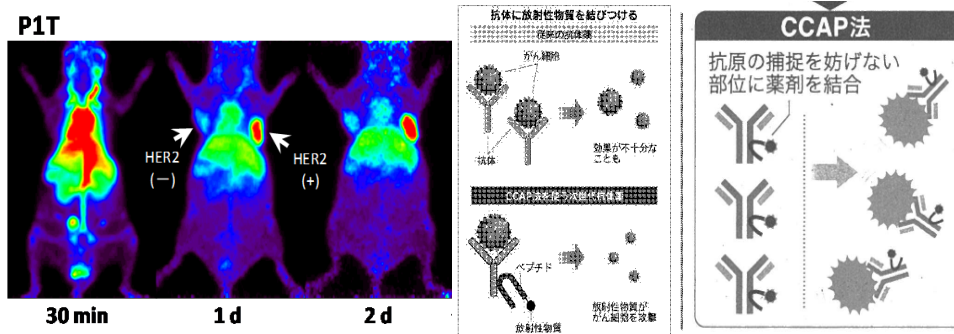 P1T
HER2
(−)
HER2
(+)
30 min
1 d
2 d
抗体に放射性物質を結びつける
従来の抗体薬
がん細胞
抗体
効果が不十分な
ことも
CCAP法を使う次世代抗体薬
ペプチド
放射性物質
放射性物質が
がん細胞を攻撃
CCAP法
抗原の捕捉を妨げない
部位に薬剤を結合